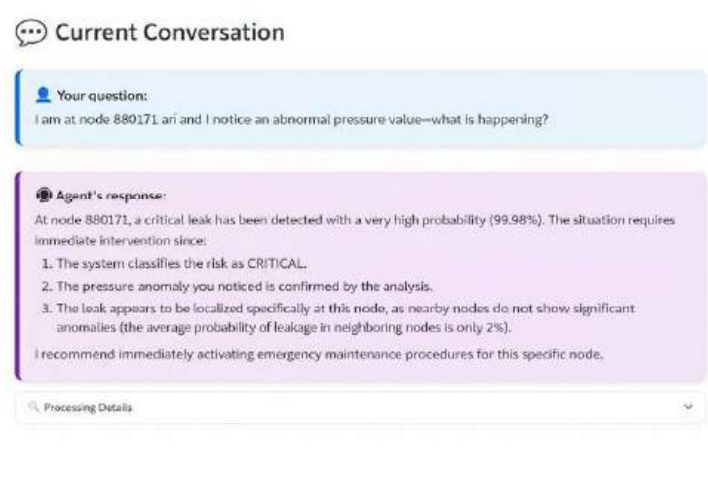 Current Conversation
Your question:
I am at node 880171 ari and I notice an abnormal pressure value—what is happening?
Agent's response:
At node 880171, a critical leak has been detected with a very high probability (99.98%). The situation requires
immediate intervention since:
1. The system classifies the risk as CRITICAL.
2. The pressure anomaly you noticed is confirmed by the analysis.
3. The leak appears to be localized specifically at this node, as nearby nodes do not show significant
anomalies (the average probability of leakage in neighboring nodes is only 2%).
I recommend immediately activating emergency maintenance procedures for this specific node.
Processing Details